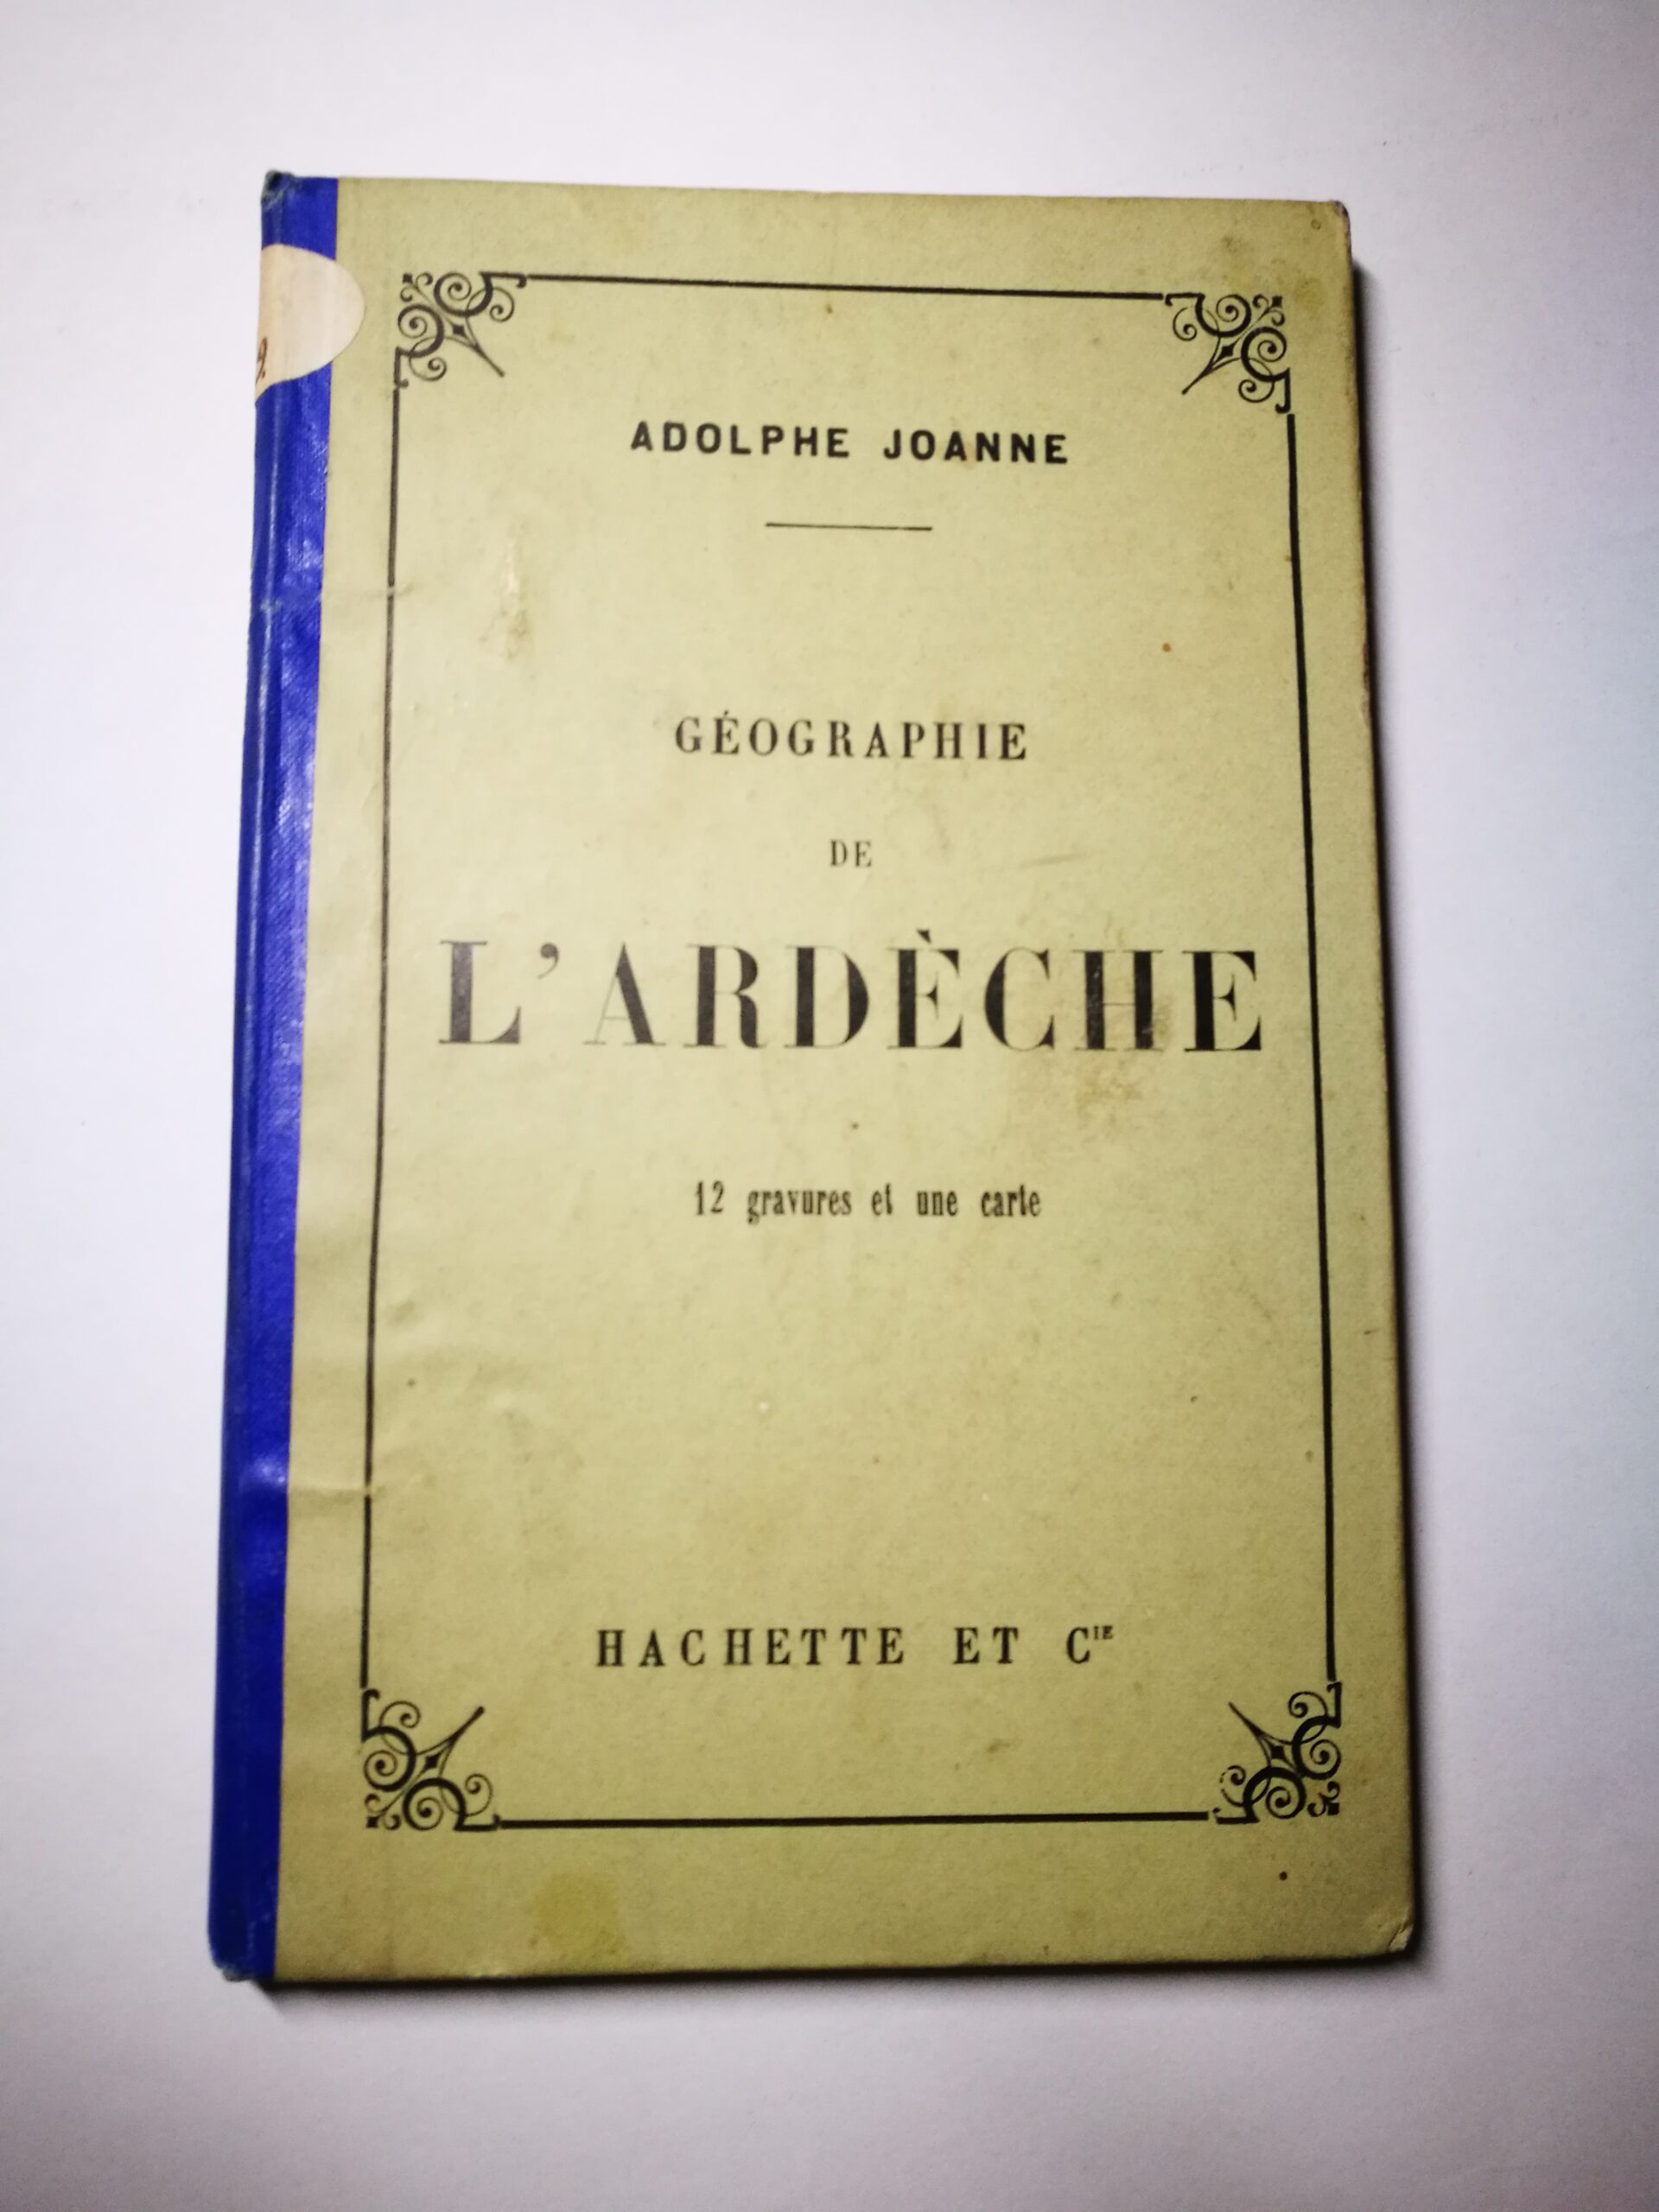 ADOLPHE JOANNE
GÉOGRAPHIE
DE
L'ARDÈCHE
12 gravures et une carte
HACHETTE ET CIE